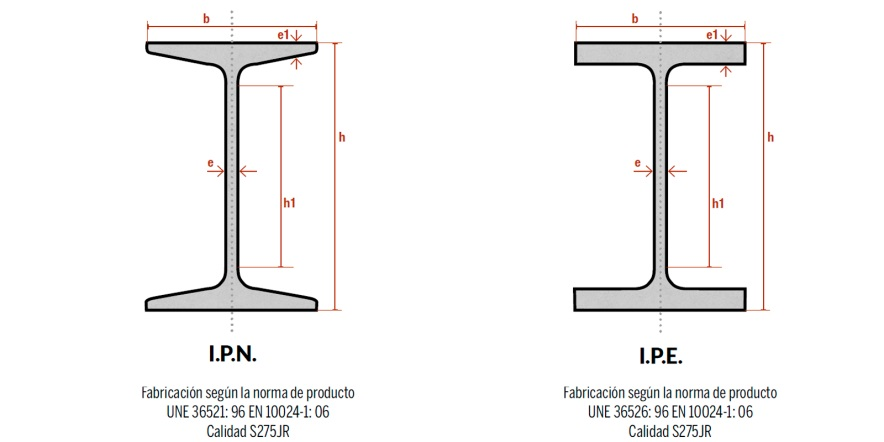 b
e1
h
e
h1
I.P.N.
Fabricación según la norma de producto
UNE 36521: 96 EN 10024-1: 06
Calidad S275JR
b
e1
h
e
h1
I.P.E.
Fabricación según la norma de producto
UNE 36526: 96 EN 10024-1: 06
Calidad S275JR